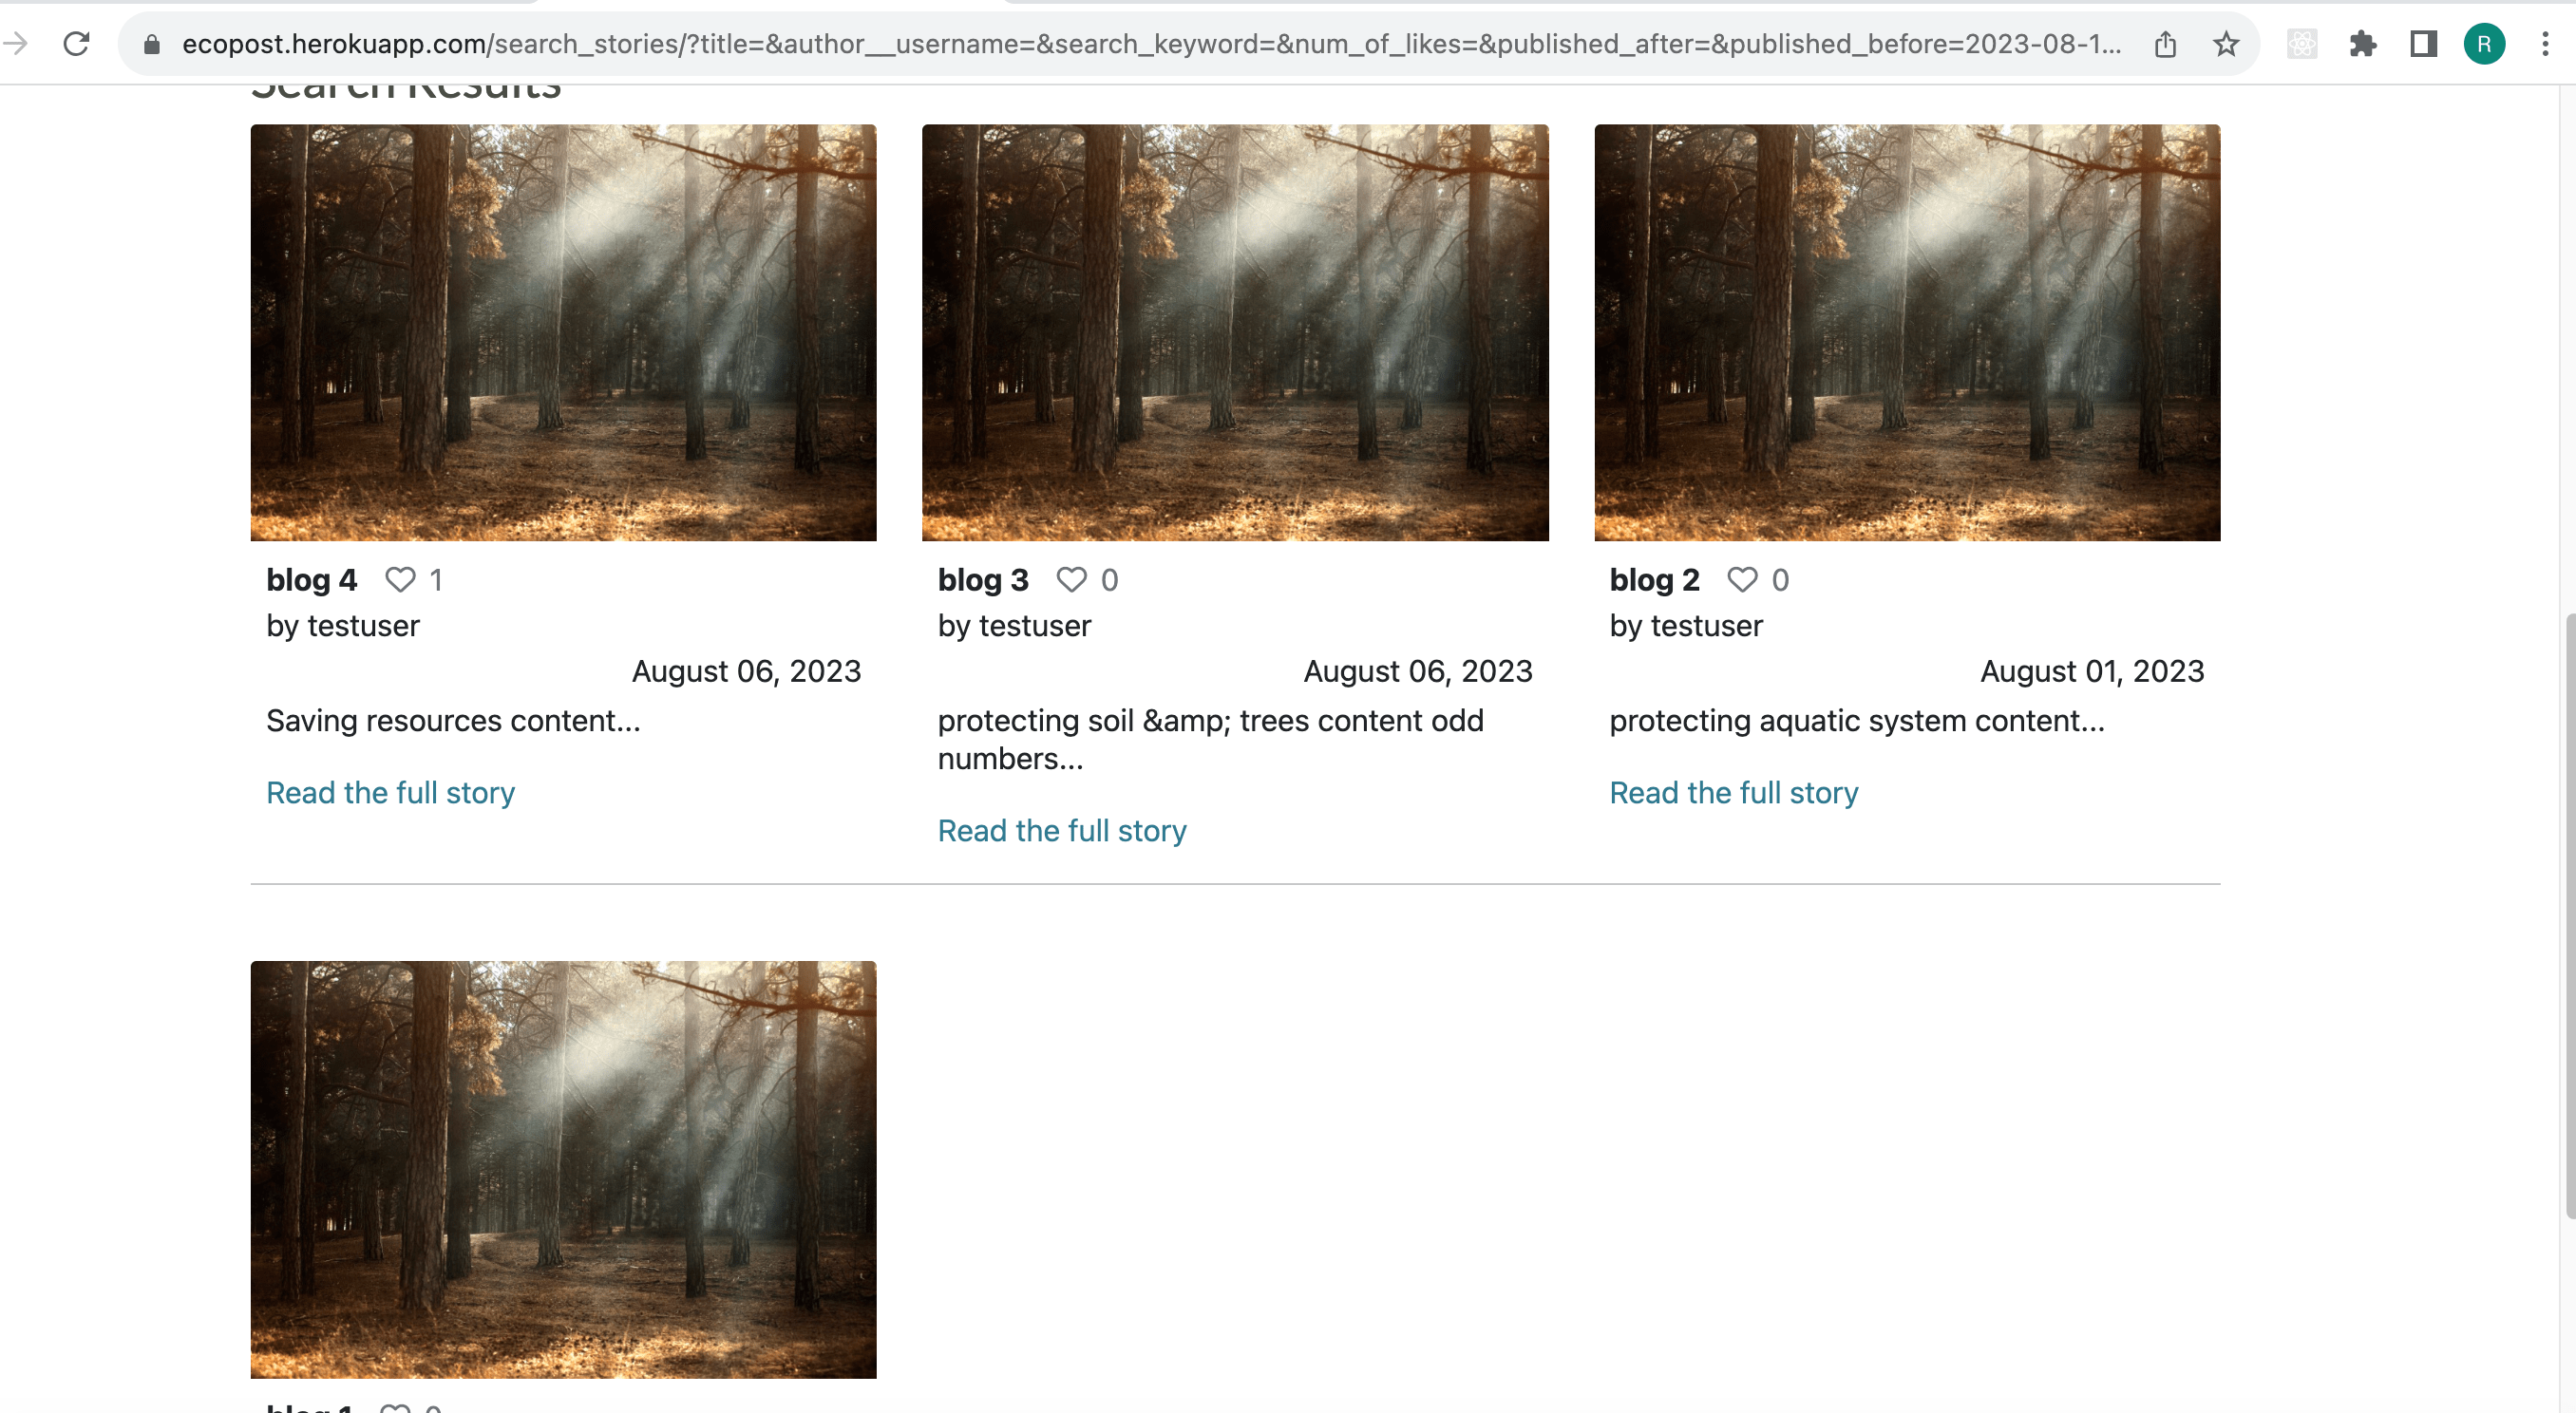 ecopost.herokuapp.com/search_stories/?title=&author__username=&search_keyword=&num_of_likes=&published_after=&published_before=2023-08-1...
R
Search Results
blog 4 1
by testuser
August 06, 2023
Saving resources content...
Read the full story
blog 3 0
by testuser
August 06, 2023
protecting soil &amp; trees content odd
numbers...
Read the full story
blog 2 0
by testuser
August 01, 2023
protecting aquatic system content...
Read the full story
blog 1 0